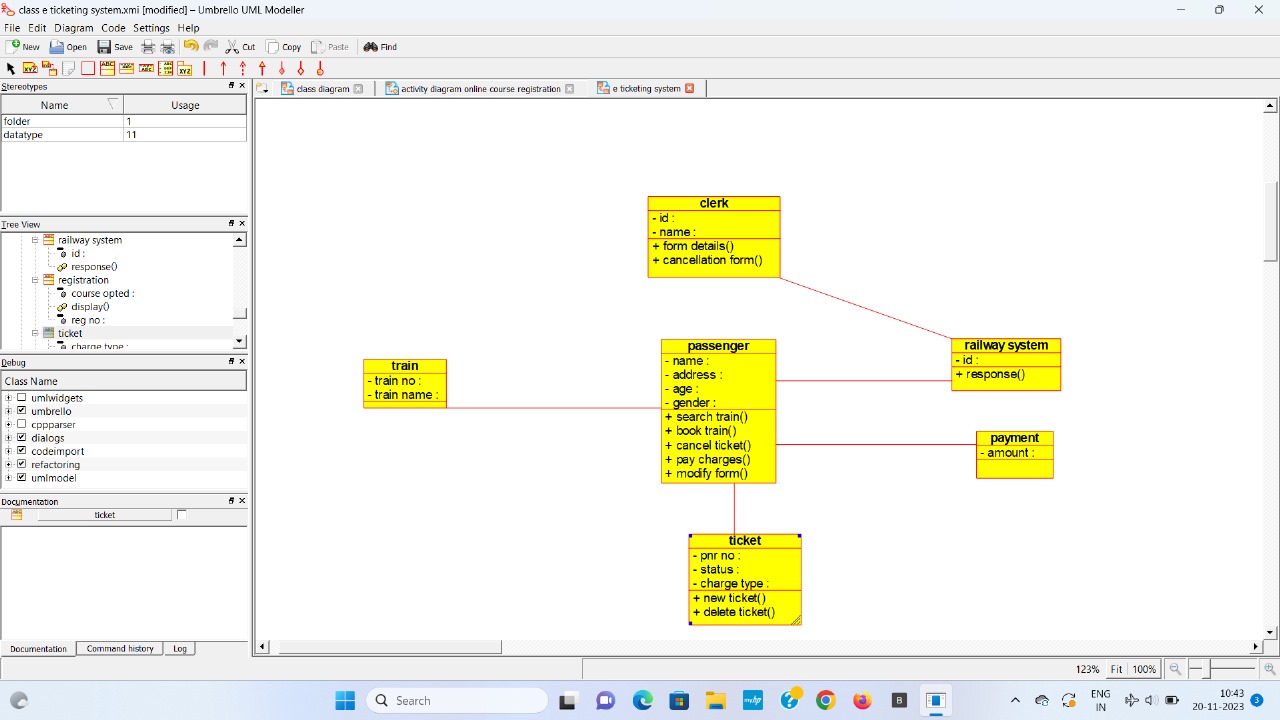 class e ticketing system.xmi [modified] – Umbrello UML Modeller
File Edit Diagram Code Settings Help
New Open Save Cut Copy Paste Find
Stereotypes
Name Usage
folder 1
datatype 11
Tree View
railway system
id :
response()
registration
course opted :
display()
reg no :
ticket
charge type :
Debug
Class Name
umlwidgets
umbrello
cppparser
dialogs
codeimport
refactoring
umlmodel
Documentation
ticket
Documentation Command history Log
class diagram activity diagram online course registration e ticketing system
clerk
- id :
- name :
+ form details()
+ cancellation form()
train
- train no :
- train name :
passenger
- name :
- address :
- age :
- gender :
+ search train()
+ book train()
+ cancel ticket()
+ pay charges()
+ modify form()
railway system
- id :
+ response()
payment
- amount :
ticket
- pnr no :
- status :
- charge type :
+ new ticket()
+ delete ticket()
123% Fit 100%
Search
ENG
IN
10:43
20-11-2023
3